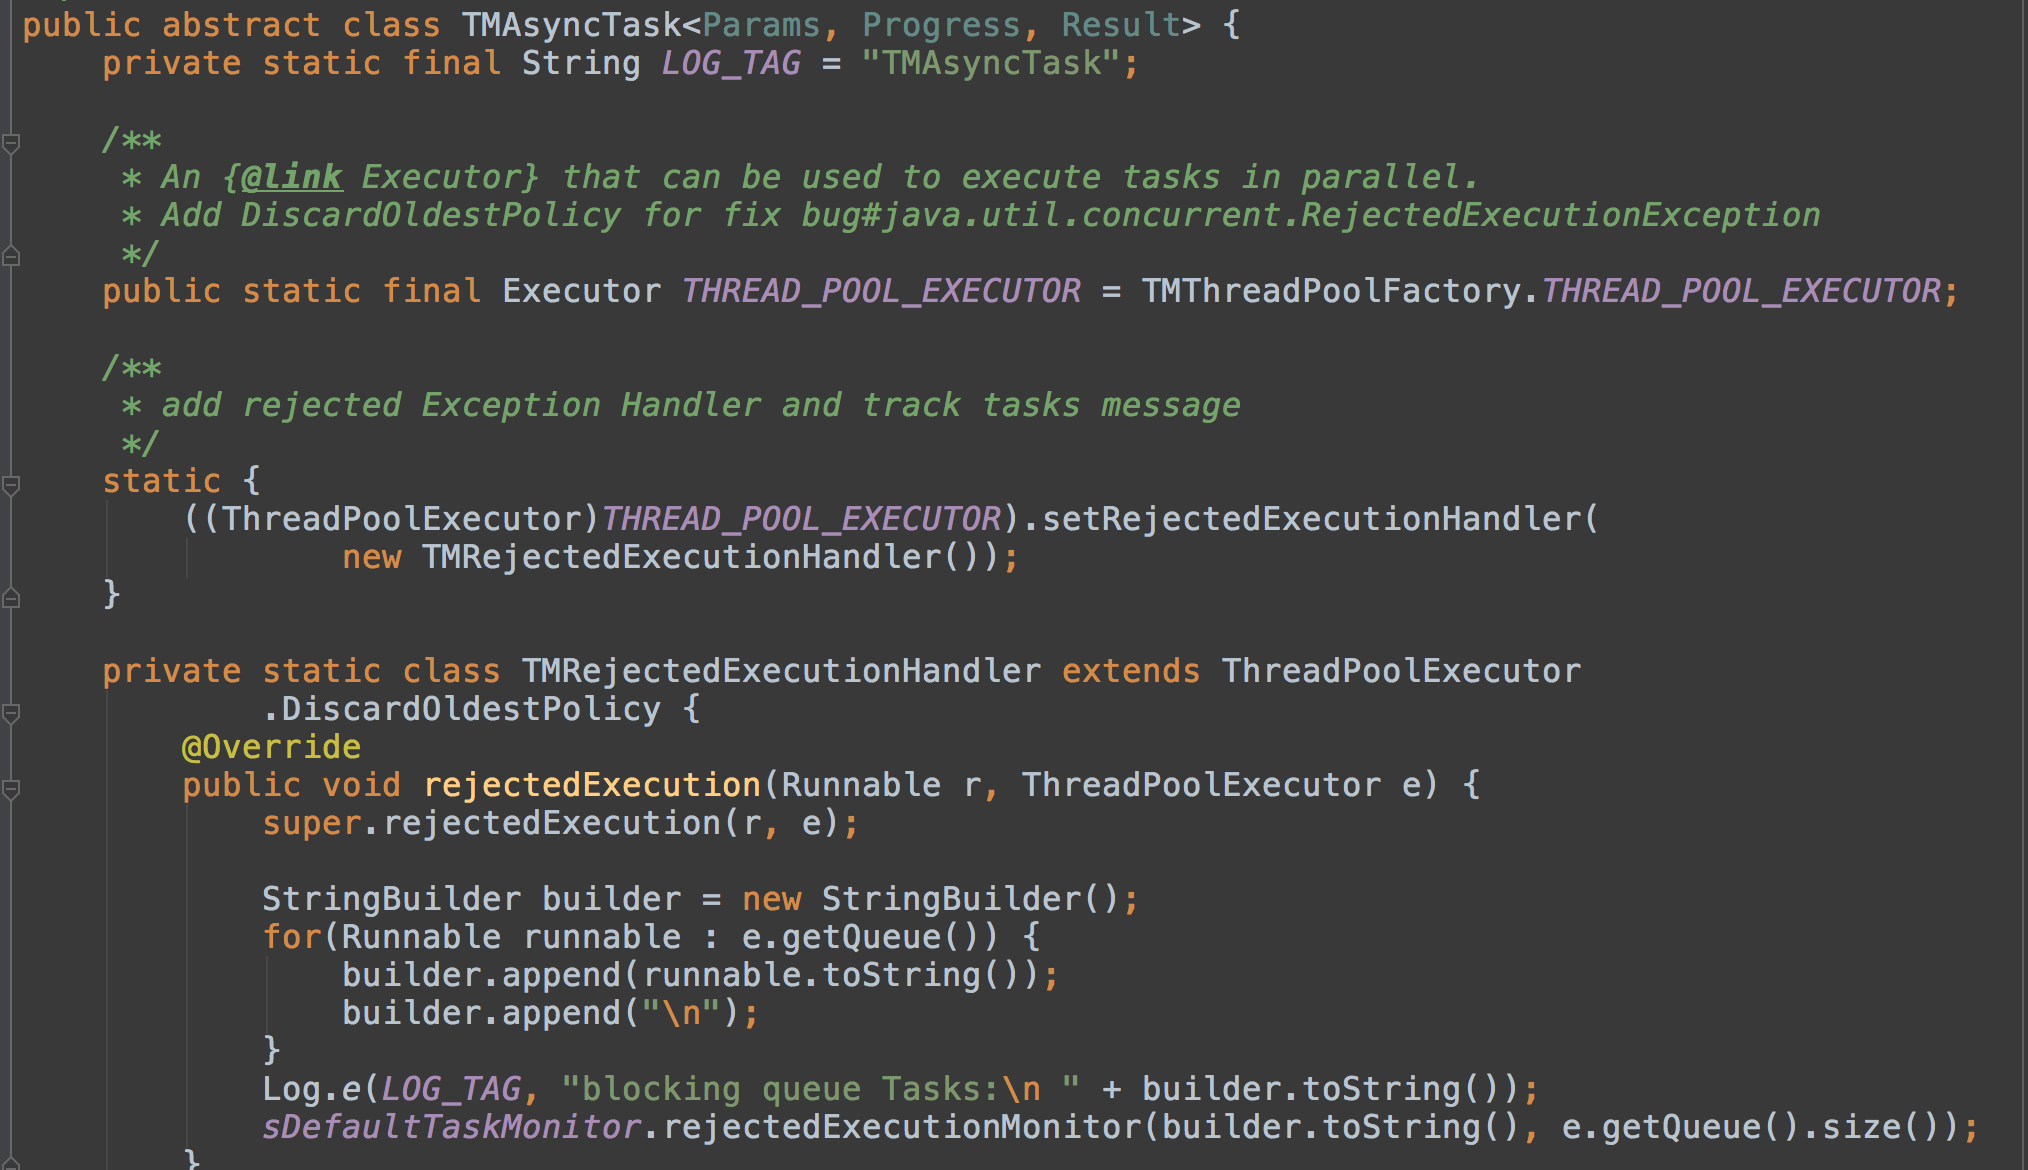 public abstract class TMAsyncTask<Params, Progress, Result> {
    private static final String LOG_TAG = "TMAsyncTask";

    /**
     * An {@link Executor} that can be used to execute tasks in parallel.
     * Add DiscardOldestPolicy for fix bug#java.util.concurrent.RejectedExecutionException
     */
    public static final Executor THREAD_POOL_EXECUTOR = TMThreadPoolFactory.THREAD_POOL_EXECUTOR;

    /**
     * add rejected Exception Handler and track tasks message
     */
    static {
        ((ThreadPoolExecutor)THREAD_POOL_EXECUTOR).setRejectedExecutionHandler(
                new TMRejectedExecutionHandler());
    }

    private static class TMRejectedExecutionHandler extends ThreadPoolExecutor
            .DiscardOldestPolicy {
        @Override
        public void rejectedExecution(Runnable r, ThreadPoolExecutor e) {
            super.rejectedExecution(r, e);

            StringBuilder builder = new StringBuilder();
            for(Runnable runnable : e.getQueue()) {
                builder.append(runnable.toString());
                builder.append("\n");
            }
            Log.e(LOG_TAG, "blocking queue Tasks:\n " + builder.toString());
            sDefaultTaskMonitor.rejectedExecutionMonitor(builder.toString(), e.getQueue().size());
        }